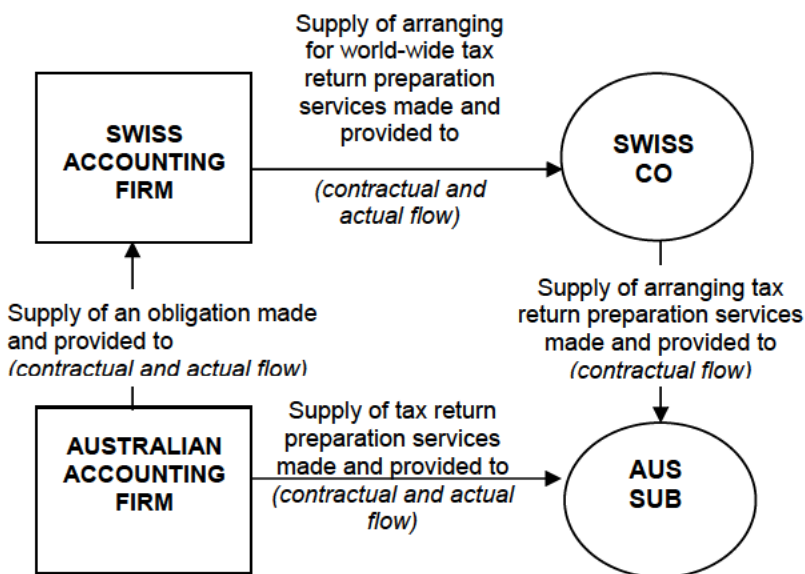 Supply of arranging
for world-wide tax
return preparation
services made and
provided to
SWISS
ACCOUNTING
FIRM
SWISS
CO
(contractual and
actual flow)
Supply of an obligation made
and provided to
(contractual and actual flow)
Supply of arranging tax
return preparation services
made and provided to
(contractual flow)
AUSTRALIAN
ACCOUNTING
FIRM
Supply of tax return
preparation services
made and provided to
(contractual and actual
flow)
AUS
SUB